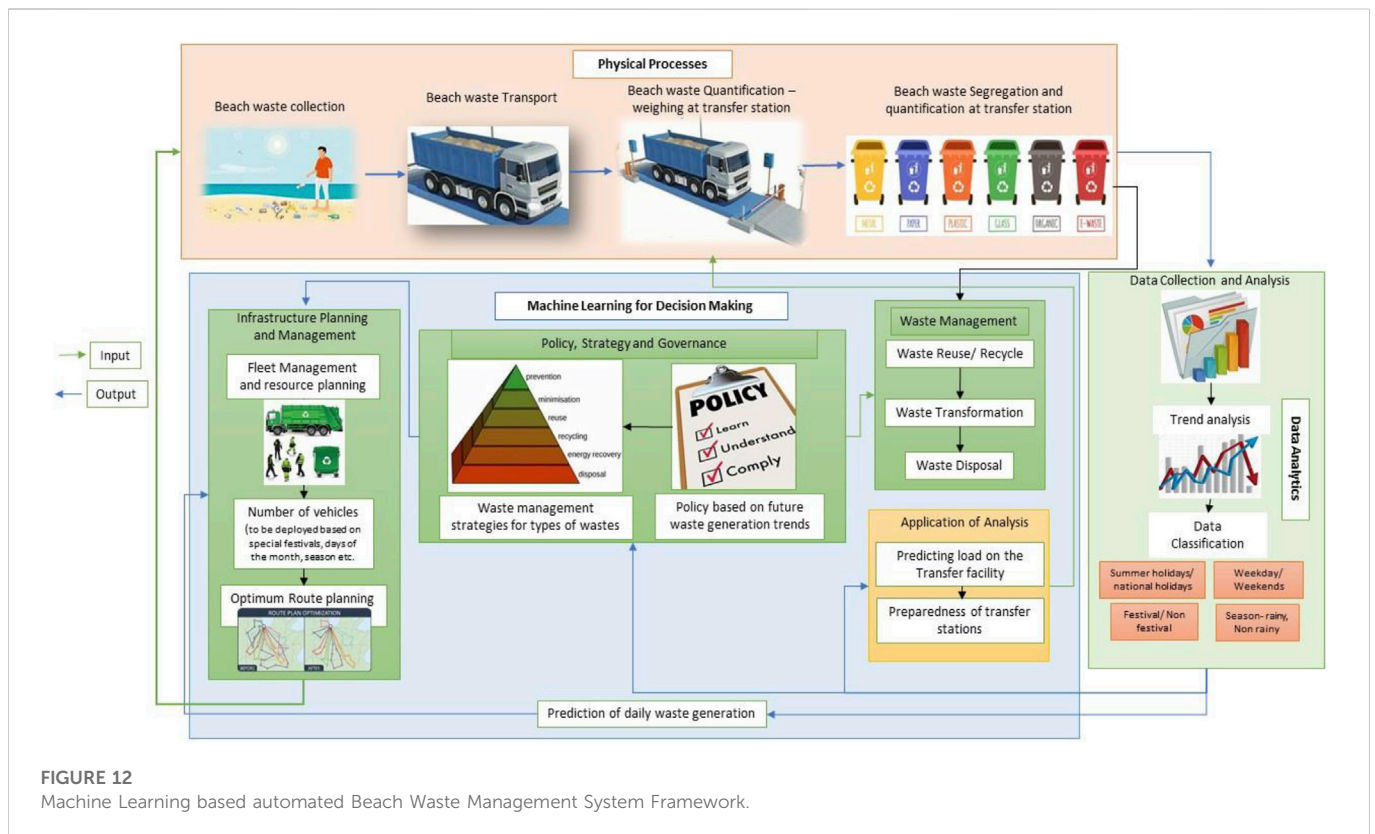 Physical Processes
Beach waste collection
Beach waste Transport
Beach waste Quantification –
weighing at transfer station
Beach waste Segregation and
quantification at transfer station
METAL
PAPER
PLASTIC
GLASS
ORGANIC
E-WASTE
Input
Output
Machine Learning for Decision Making
Infrastructure Planning
and Management
Fleet Management
and resource planning
Number of vehicles
(to be deployed based on
special festivals, days of
the month, season etc.
Optimum Route planning
ROUTE PLAN OPTIMIZATION
BEFORE
AFTER
Policy, Strategy and Governance
prevention
minimisation
reuse
recycling
energy recovery
disposal
POLICY
Learn
Understand
Comply
Waste management
strategies for types of wastes
Policy based on future
waste generation trends
Waste Management
Waste Reuse/ Recycle
Waste Transformation
Waste Disposal
Application of Analysis
Predicting load on the
Transfer facility
Preparedness of transfer
stations
Data Collection and Analysis
Trend analysis
Data Analytics
Data
Classification
Summer holidays/
national holidays
Weekday/
Weekends
Festival/ Non
festival
Season- rainy,
Non rainy
Prediction of daily waste generation
FIGURE 12
Machine Learning based automated Beach Waste Management System Framework.